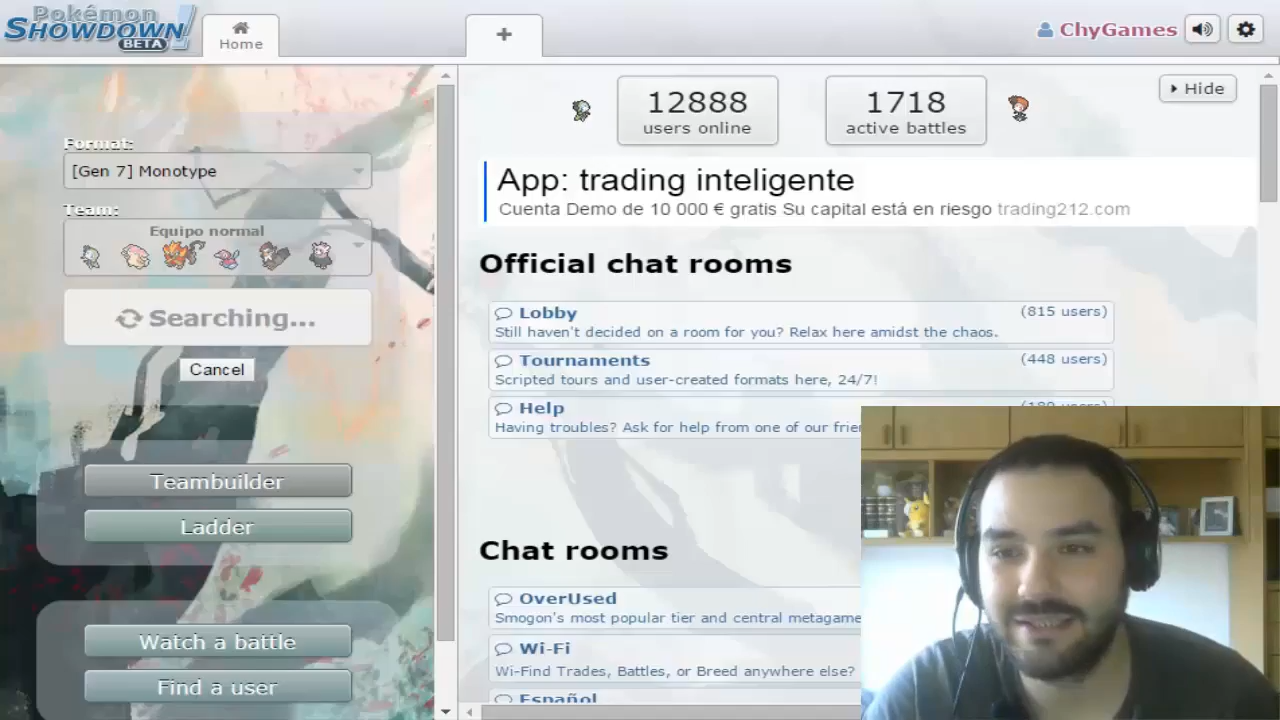 Pokémon
SHOWDOWN!
BETA
Home
+
ChyGames
Format:
[Gen 7] Monotype
Team:
Equipo normal
Searching...
Cancel
Teambuilder
Ladder
Watch a battle
Find a user
12888
users online
1718
active battles
Hide
App: trading inteligente
Cuenta Demo de 10 000 € gratis Su capital está en riesgo trading212.com
Official chat rooms
Lobby (815 users)
Still haven't decided on a room for you? Relax here amidst the chaos.
Tournaments (448 users)
Scripted tours and user-created formats here, 24/7!
Help
Having troubles? Ask for help from one of our
Chat rooms
OverUsed
Smogon's most popular tier and central metagame
Wi-Fi
Wi-Find Trades, Battles, or Breed anywhere else?
Español